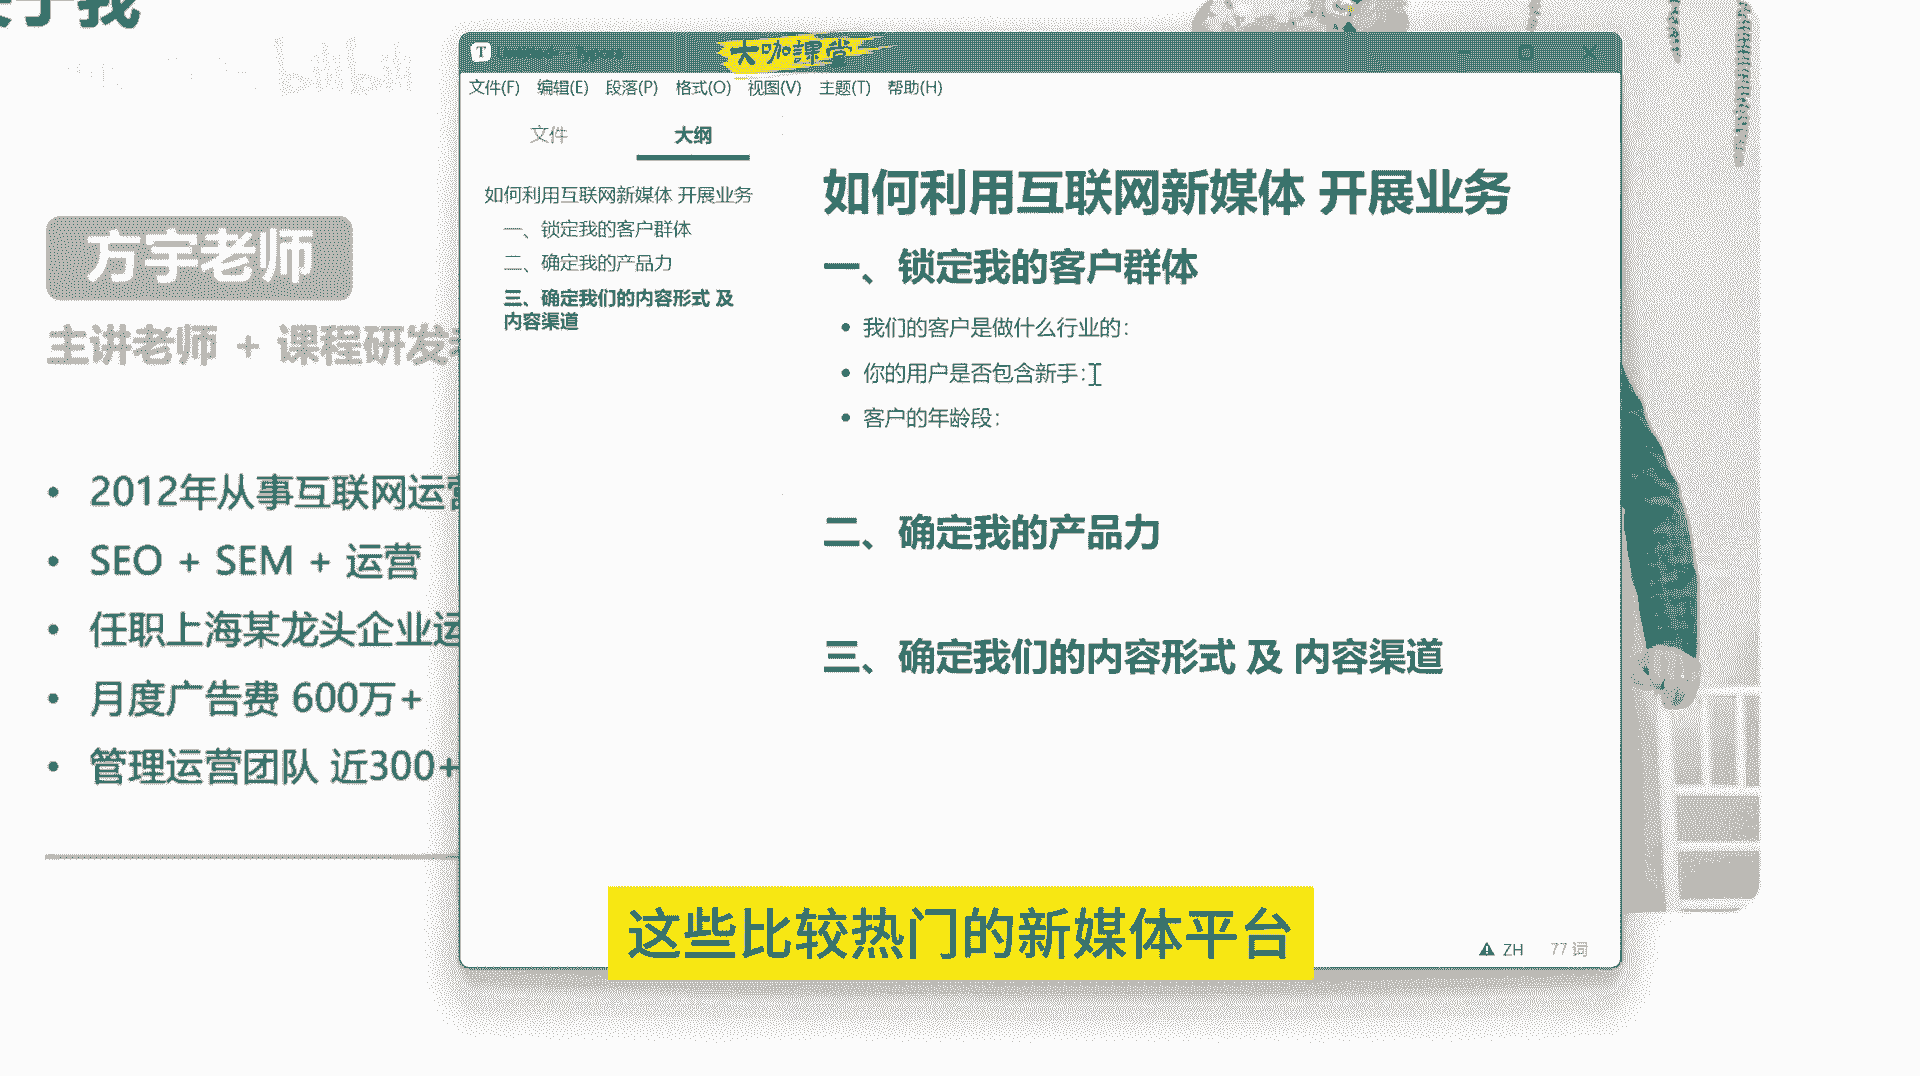 关于我
bilibili
方宇老师
主讲老师 + 课程研发
2012年从事互联网运营
SEO + SEM + 运营
任职上海某龙头企业运
月度广告费 600万+
管理运营团队 近300+
T
大咖課堂
文件(F) 编辑(E) 段落(P) 格式(O) 视图(V) 主题(T) 帮助(H)
文件 大纲
如何利用互联网新媒体 开展业务
一、锁定我的客户群体
二、确定我的产品力
三、确定我们的内容形式 及
内容渠道
如何利用互联网新媒体 开展业务
一、锁定我的客户群体
我们的客户是做什么行业的：
你的用户是否包含新手：
客户的年龄段：
二、确定我的产品力
三、确定我们的内容形式 及 内容渠道
ZH 77 词
这些比较热门的新媒体平台